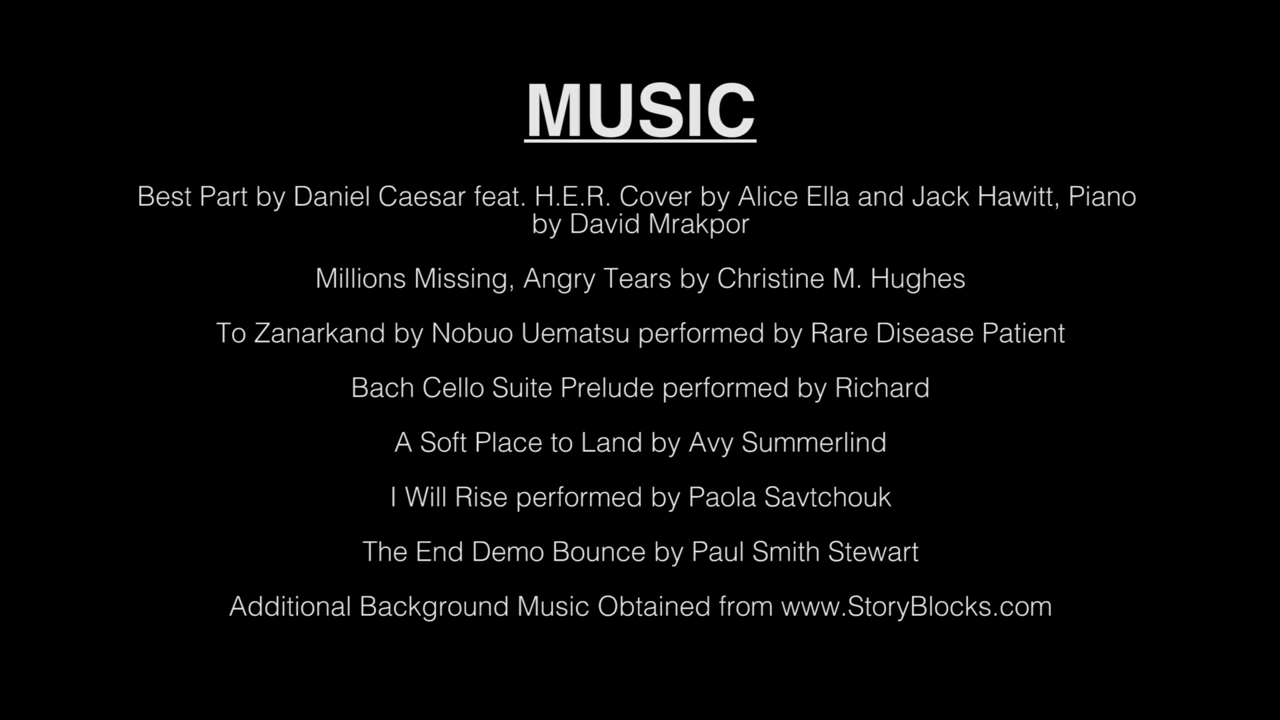 MUSIC
Best Part by Daniel Caesar feat. H.E.R. Cover by Alice Ella and Jack Hawitt, Piano
by David Mrakpor
Millions Missing, Angry Tears by Christine M. Hughes
To Zanarkand by Nobuo Uematsu performed by Rare Disease Patient
Bach Cello Suite Prelude performed by Richard
A Soft Place to Land by Avy Summerlind
I Will Rise performed by Paola Savtchouk
The End Demo Bounce by Paul Smith Stewart
Additional Background Music Obtained from www.StoryBlocks.com